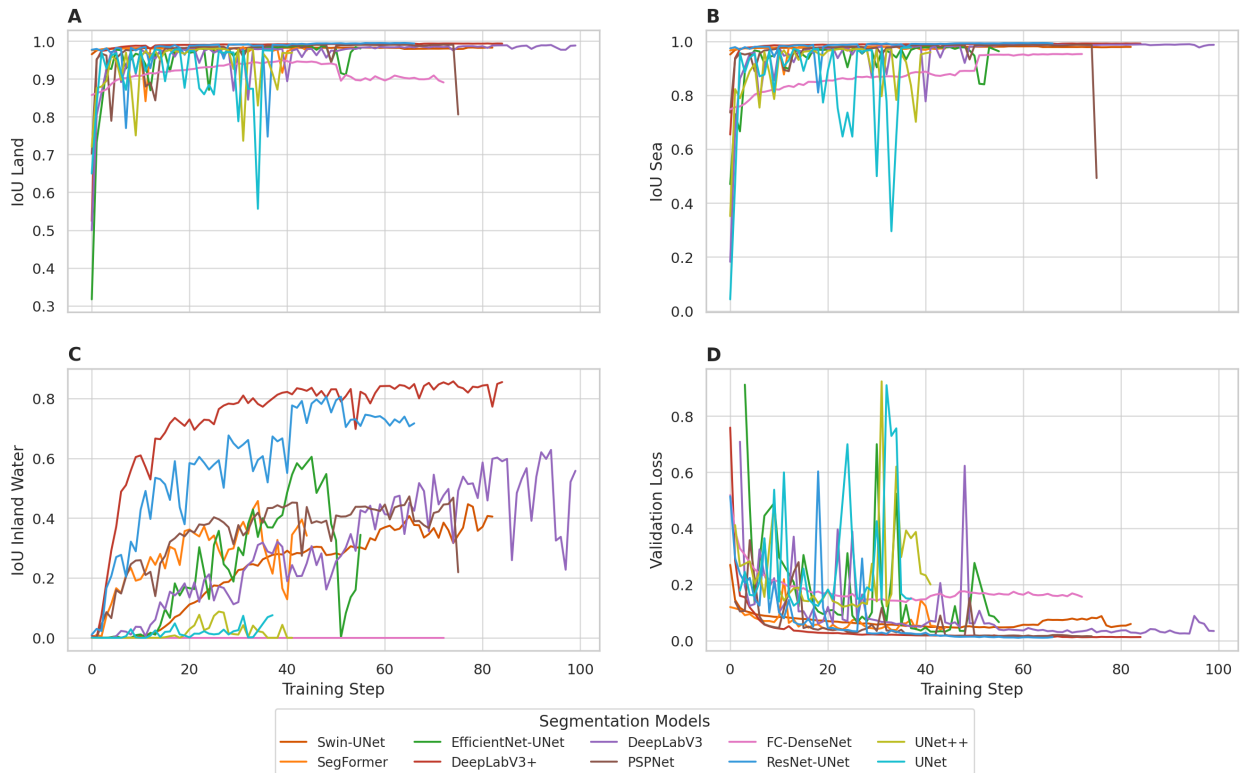 A
B
1.0
0.9
0.8
0.7
0.6
0.5
0.4
0.3
IoU Land
1.0
0.8
0.6
0.4
0.2
0.0
IoU Sea
C
D
0.8
0.6
0.4
0.2
0.0
IoU Inland Water
0 20 40 60 80 100
Training Step
0.8
0.6
0.4
0.2
0.0
Validation Loss
0 20 40 60 80 100
Training Step
Segmentation Models
Swin-UNet EfficientNet-UNet DeepLabV3 FC-DenseNet UNet++
SegFormer DeepLabV3+ PSPNet ResNet-UNet UNet